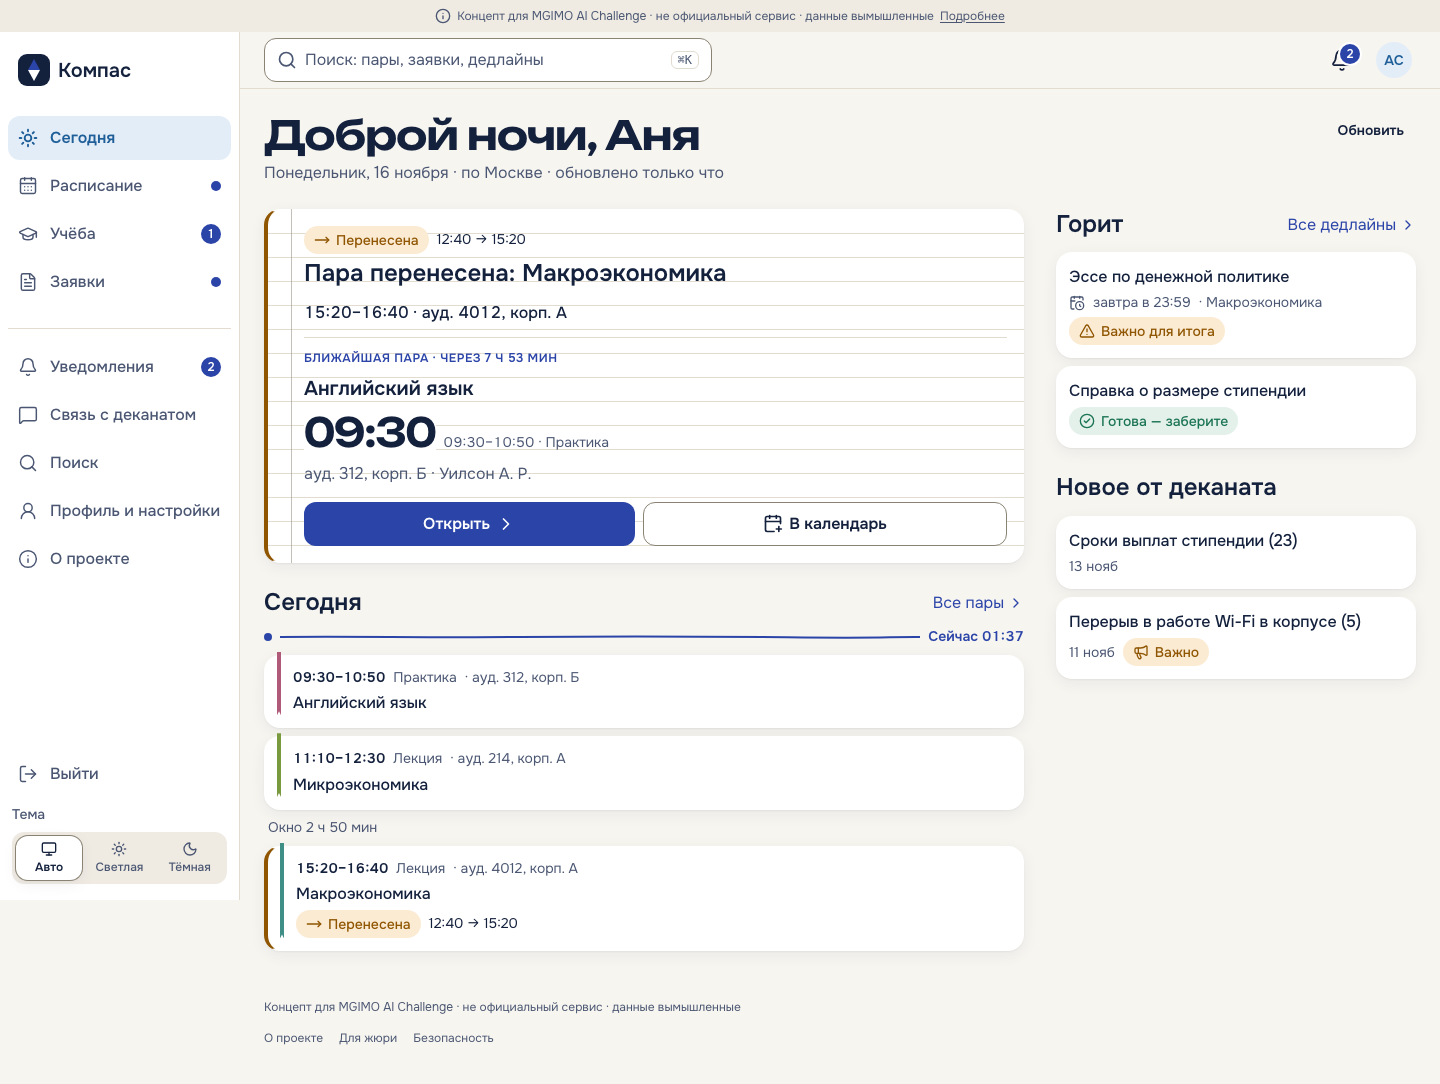 Концепт для MGIMO AI Challenge · не официальный сервис · данные вымышленные Подробнее
Компас
Поиск: пары, заявки, дедлайны
⌘K
2
АС
Сегодня
Расписание
Учёба
1
Заявки
Уведомления
2
Связь с деканатом
Поиск
Профиль и настройки
О проекте
Выйти
Тема
Авто
Светлая
Тёмная
Доброй ночи, Аня
Обновить
Понедельник, 16 ноября · по Москве · обновлено только что
Перенесена 12:40 → 15:20
Пара перенесена: Макроэкономика
15:20–16:40 · ауд. 4012, корп. А
БЛИЖАЙШАЯ ПАРА · ЧЕРЕЗ 7 Ч 53 МИН
Английский язык
09:30 09:30–10:50 · Практика
ауд. 312, корп. Б · Уилсон А. Р.
Открыть
В календарь
Сегодня
Все пары
Сейчас 01:37
09:30–10:50 Практика · ауд. 312, корп. Б
Английский язык
11:10–12:30 Лекция · ауд. 214, корп. А
Микроэкономика
Окно 2 ч 50 мин
15:20–16:40 Лекция · ауд. 4012, корп. А
Макроэкономика
Перенесена 12:40 → 15:20
Горит
Все дедлайны
Эссе по денежной политике
завтра в 23:59 · Макроэкономика
Важно для итога
Справка о размере стипендии
Готова — заберите
Новое от деканата
Сроки выплат стипендии (23)
13 нояб
Перерыв в работе Wi-Fi в корпусе (5)
11 нояб Важно
Концепт для MGIMO AI Challenge · не официальный сервис · данные вымышленные
О проекте Для жюри Безопасность